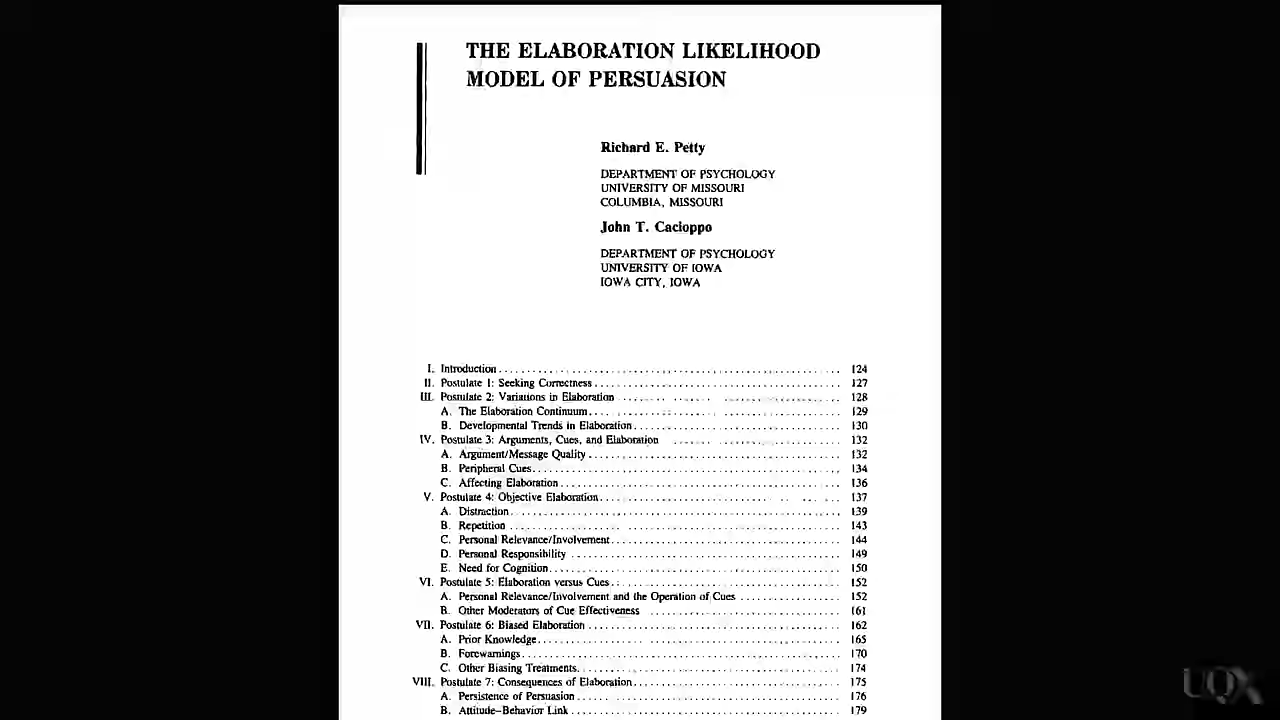 THE ELABORATION LIKELIHOOD
MODEL OF PERSUASION
Richard E. Petty
DEPARTMENT OF PSYCHOLOGY
UNIVERSITY OF MISSOURI
COLUMBIA, MISSOURI
John T. Cacioppo
DEPARTMENT OF PSYCHOLOGY
UNIVERSITY OF IOWA
IOWA CITY, IOWA
I. Introduction 124
II. Postulate 1: Seeking Correctness 127
III. Postulate 2: Variations in Elaboration 128
A. The Elaboration Continuum 129
B. Developmental Trends in Elaboration 130
IV. Postulate 3: Arguments, Cues, and Elaboration 132
A. Argument/Message Quality 132
B. Peripheral Cues 134
C. Affecting Elaboration 136
V. Postulate 4: Objective Elaboration 137
A. Distraction 139
B. Repetition 143
C. Personal Relevance/Involvement 144
D. Personal Responsibility 149
E. Need for Cognition 150
VI. Postulate 5: Elaboration versus Cues 152
A. Personal Relevance/Involvement and the Operation of Cues 152
B. Other Moderators of Cue Effectiveness 161
VII. Postulate 6: Biased Elaboration 162
A. Prior Knowledge 165
B. Forewarnings 170
C. Other Biasing Treatments 174
VIII. Postulate 7: Consequences of Elaboration 175
A. Persistence of Persuasion 176
B. Attitude–Behavior Link 179
UQX